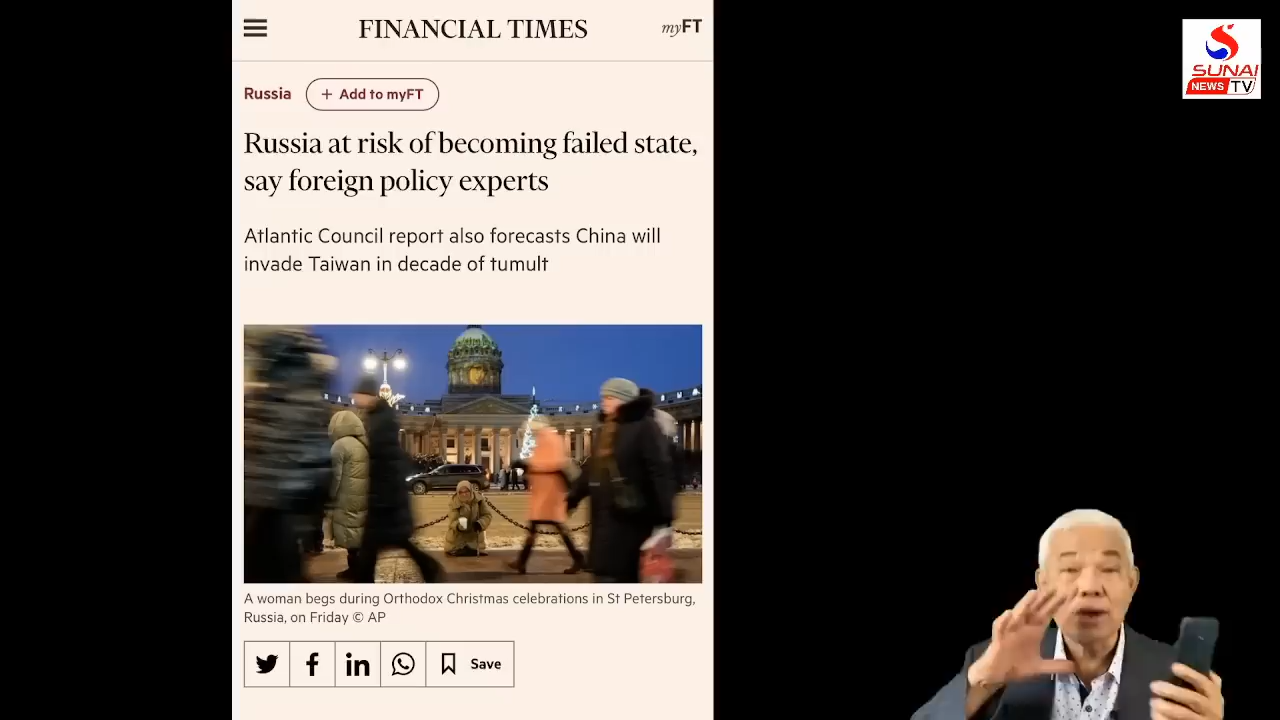 FINANCIAL TIMES
myFT
Russia
+ Add to myFT
Russia at risk of becoming failed state,
say foreign policy experts
Atlantic Council report also forecasts China will
invade Taiwan in decade of tumult
A woman begs during Orthodox Christmas celebrations in St Petersburg,
Russia, on Friday © AP
Save
SUNAI
NEWS TV